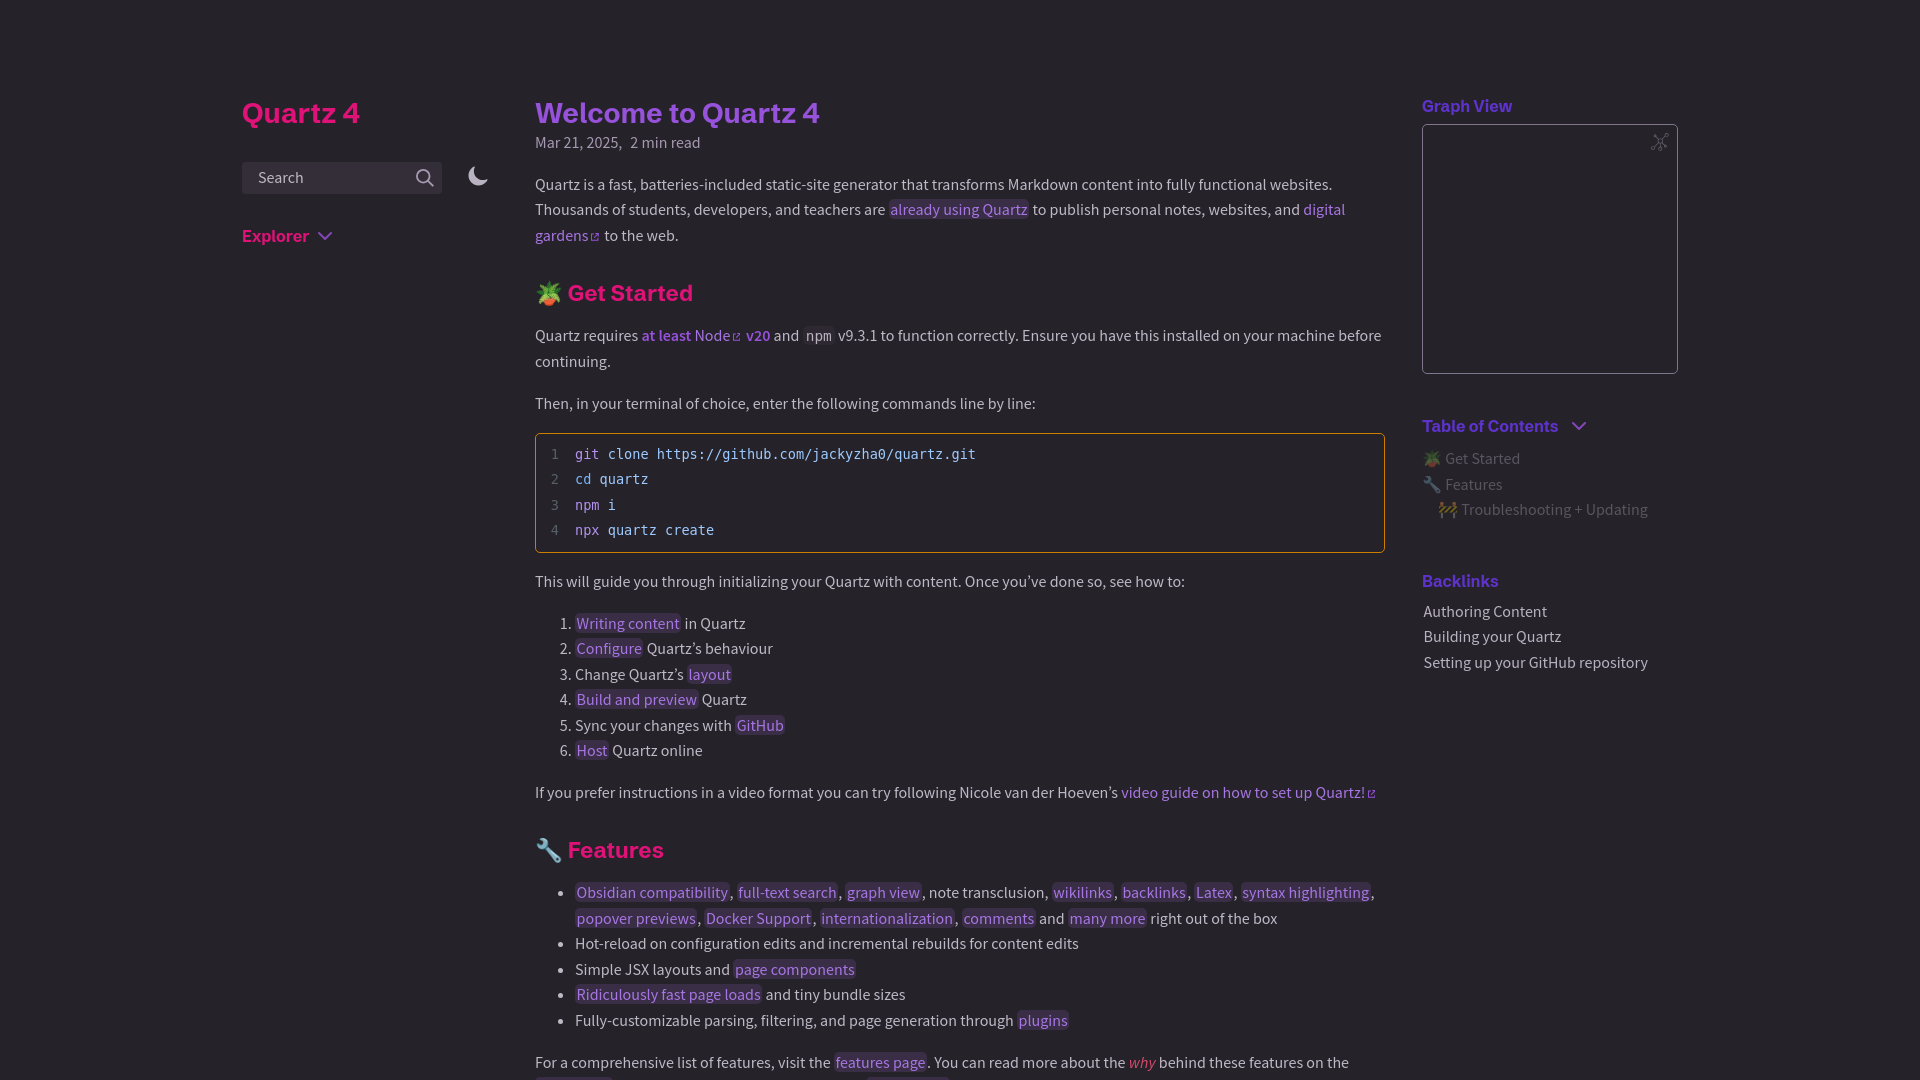 Quartz 4
Search
Explorer
Welcome to Quartz 4
Mar 21, 2025, 2 min read
Quartz is a fast, batteries-included static-site generator that transforms Markdown content into fully functional websites.
Thousands of students, developers, and teachers are already using Quartz to publish personal notes, websites, and digital
gardens to the web.
🪴 Get Started
Quartz requires at least Node v20 and npm v9.3.1 to function correctly. Ensure you have this installed on your machine before
continuing.
Then, in your terminal of choice, enter the following commands line by line:
1 git clone https://github.com/jackyzha0/quartz.git
2 cd quartz
3 npm i
4 npx quartz create
This will guide you through initializing your Quartz with content. Once you’ve done so, see how to:
1. Writing content in Quartz
2. Configure Quartz’s behaviour
3. Change Quartz’s layout
4. Build and preview Quartz
5. Sync your changes with GitHub
6. Host Quartz online
If you prefer instructions in a video format you can try following Nicole van der Hoeven’s video guide on how to set up Quartz!
🔧 Features
• Obsidian compatibility, full-text search, graph view, note transclusion, wikilinks, backlinks, Latex, syntax highlighting,
popover previews, Docker Support, internationalization, comments and many more right out of the box
• Hot-reload on configuration edits and incremental rebuilds for content edits
• Simple JSX layouts and page components
• Ridiculously fast page loads and tiny bundle sizes
• Fully-customizable parsing, filtering, and page generation through plugins
For a comprehensive list of features, visit the features page. You can read more about the why behind these features on the
Graph View
Table of Contents
🪴 Get Started
🔧 Features
🚧 Troubleshooting + Updating
Backlinks
Authoring Content
Building your Quartz
Setting up your GitHub repository